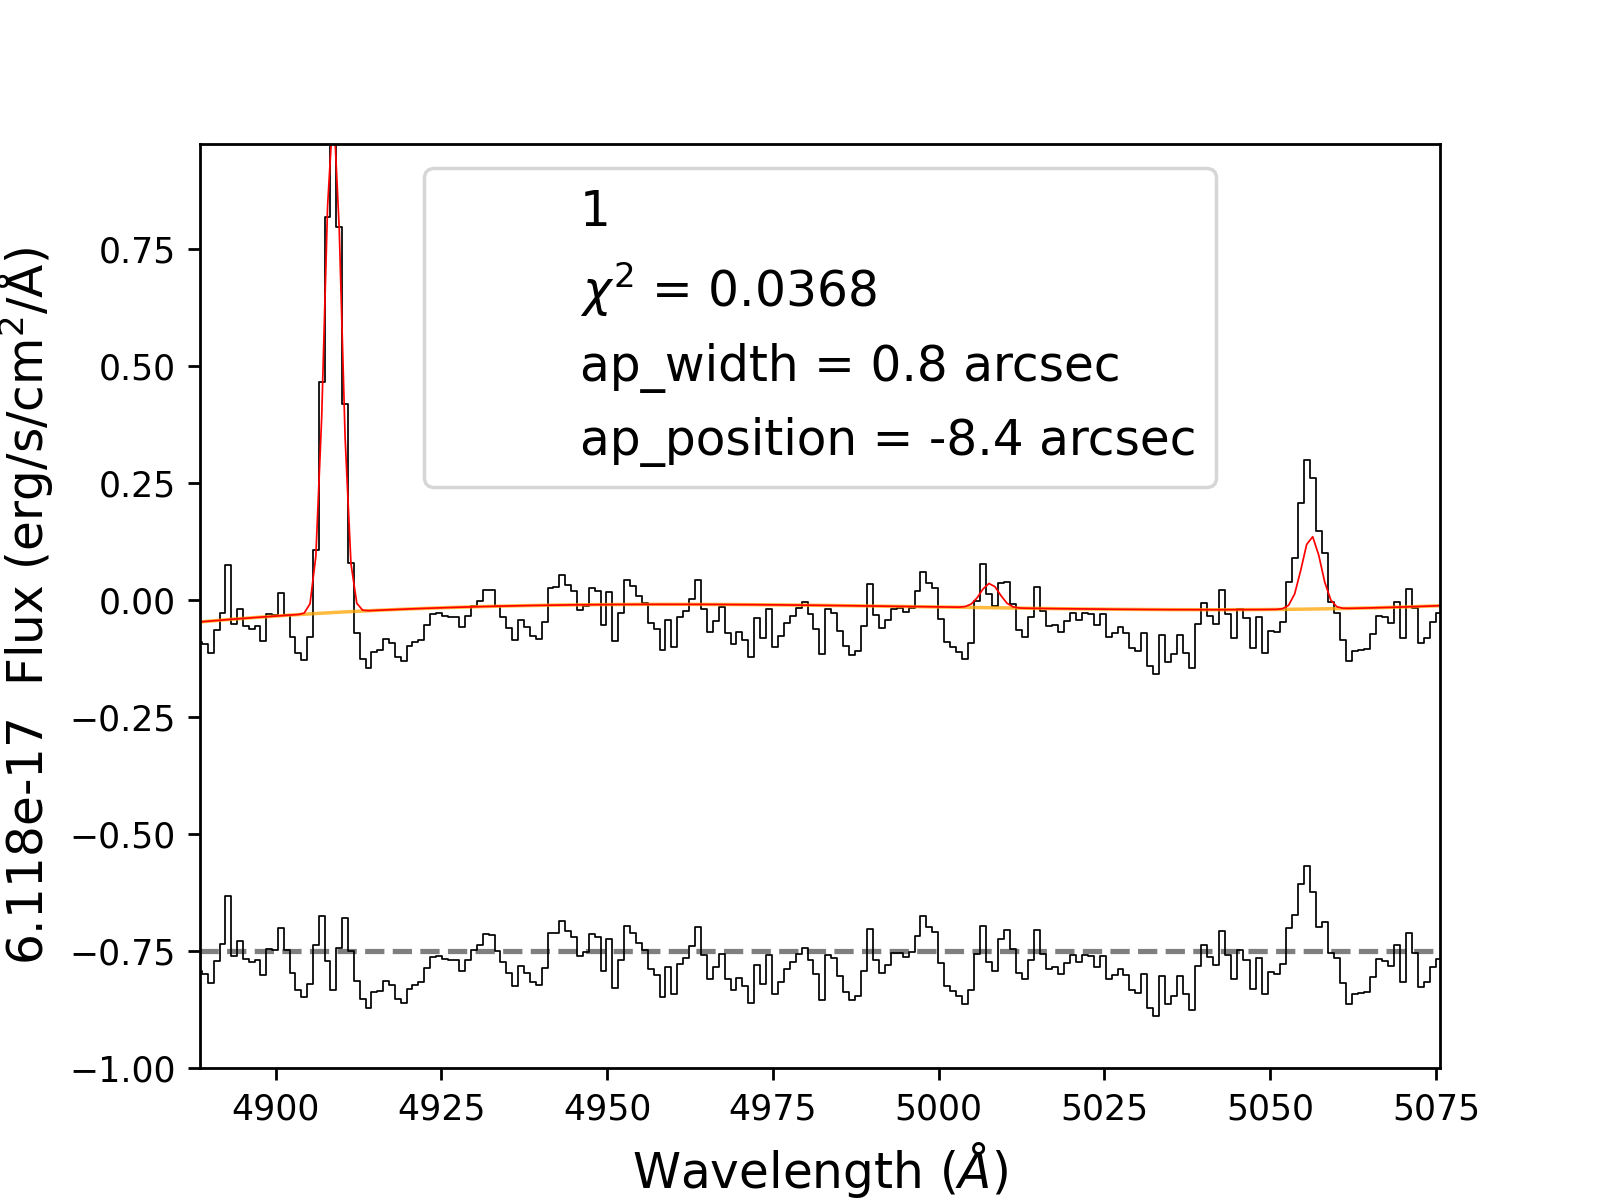 1
χ² = 0.0368
ap_width = 0.8 arcsec
ap_position = -8.4 arcsec
6.118e-17 Flux (erg/s/cm²/Å)
0.75
0.50
0.25
0.00
−0.25
−0.50
−0.75
−1.00
4900 4925 4950 4975 5000 5025 5050 5075
Wavelength (Å)